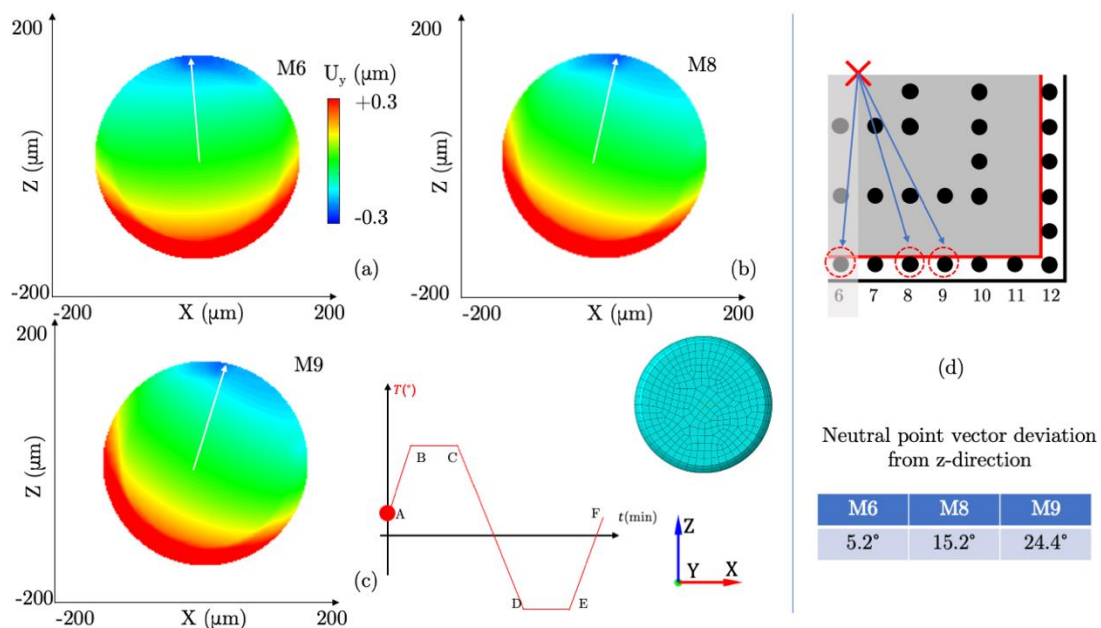 200
M6
Z (μm)
-200
-200
X (μm)
200
(a)
U_y (μm)
+0.3
-0.3
200
M8
Z (μm)
-200
-200
X (μm)
200
(b)
200
M9
Z (μm)
-200
-200
X (μm)
200
(c)
T(°)
B C
A
F
t(min)
D E
Z
Y X
6 7 8 9 10 11 12
(d)
Neutral point vector deviation
from z-direction
M6 M8 M9
5.2° 15.2° 24.4°